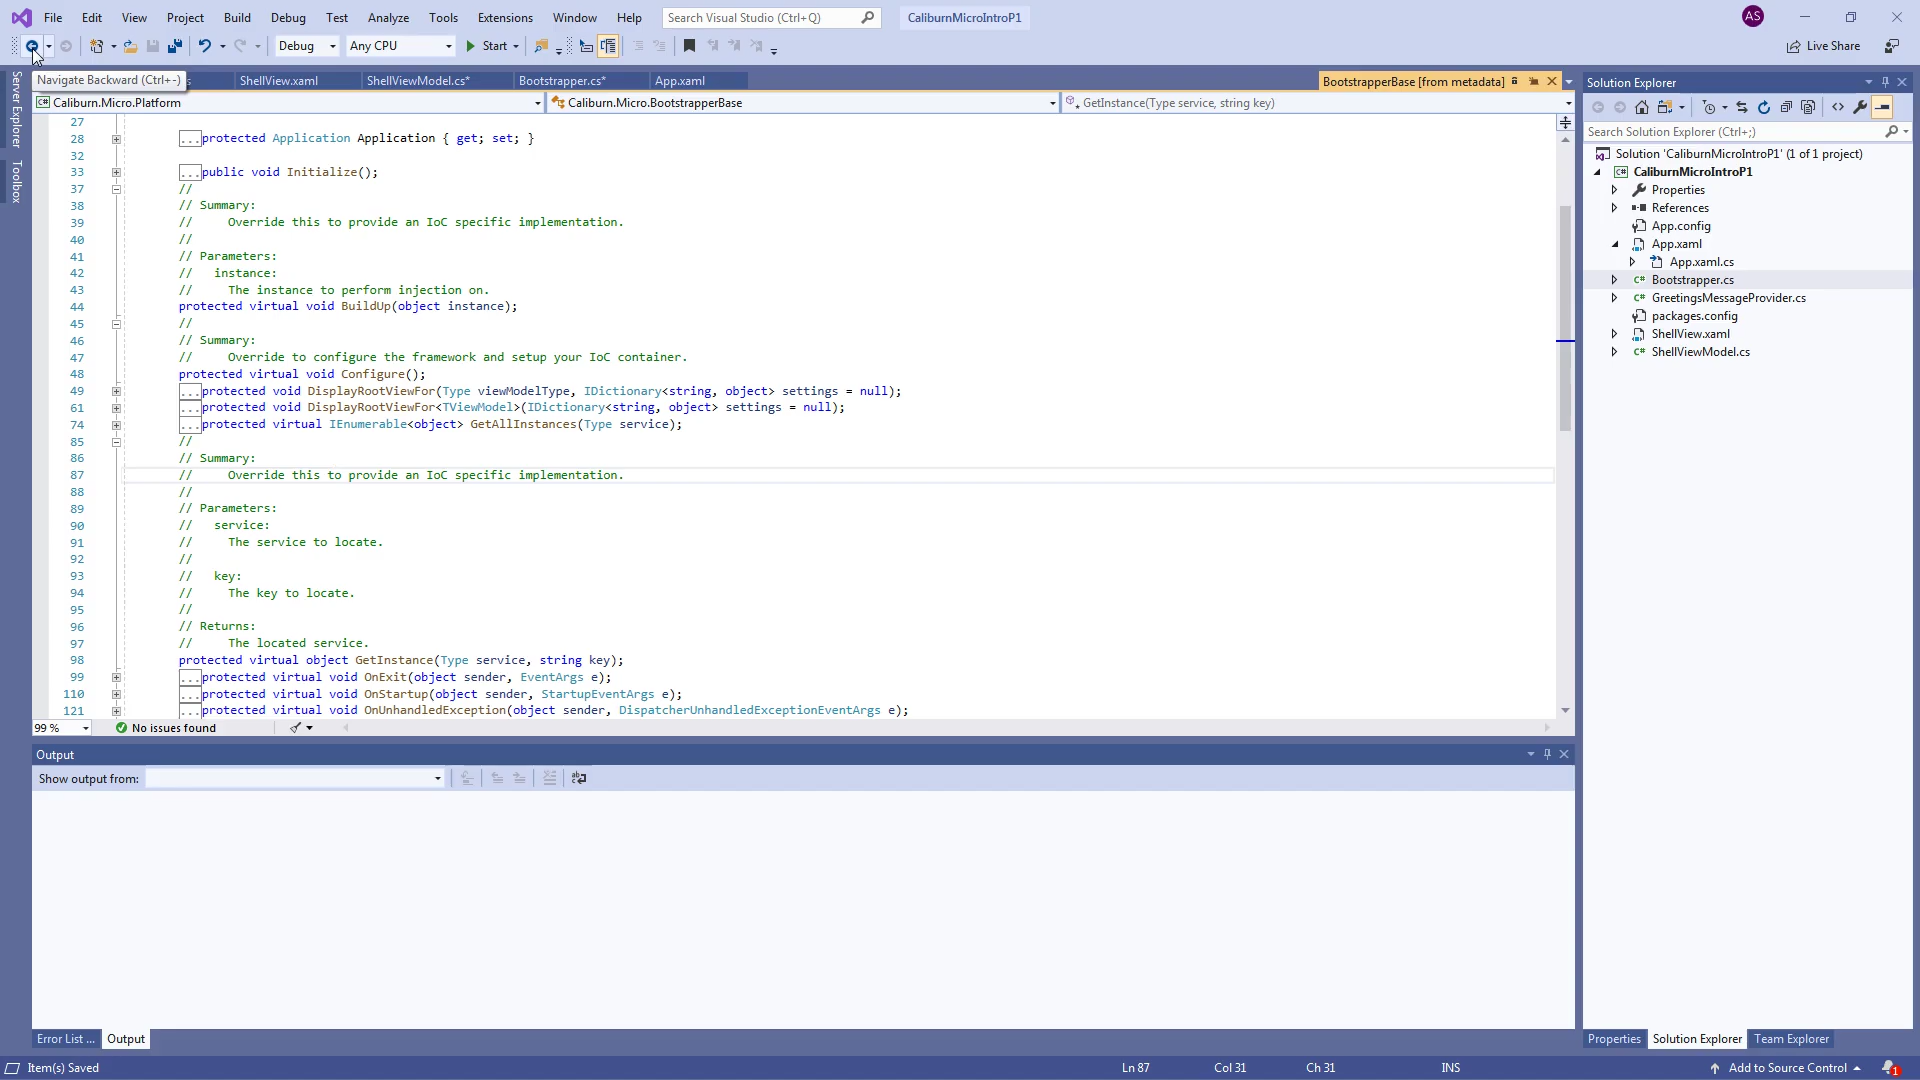 File Edit View Project Build Debug Test Analyze Tools Extensions Window Help Search Visual Studio (Ctrl+Q) CaliburnMicroIntroP1 AS
Debug Any CPU Start Live Share
Navigate Backward (Ctrl+-) s ShellView.xaml ShellViewModel.cs* Bootstrapper.cs* App.xaml BootstrapperBase [from metadata]
Caliburn.Micro.Platform Caliburn.Micro.BootstrapperBase GetInstance(Type service, string key)
27
28 ...protected Application Application { get; set; }
32
33 ...public void Initialize();
37 //
38 // Summary:
39 // Override this to provide an IoC specific implementation.
40 //
41 // Parameters:
42 // instance:
43 // The instance to perform injection on.
44 protected virtual void BuildUp(object instance);
45 //
46 // Summary:
47 // Override to configure the framework and setup your IoC container.
48 protected virtual void Configure();
49 ...protected void DisplayRootViewFor(Type viewModelType, IDictionary<string, object> settings = null);
61 ...protected void DisplayRootViewFor<TViewModel>(IDictionary<string, object> settings = null);
74 ...protected virtual IEnumerable<object> GetAllInstances(Type service);
85 //
86 // Summary:
87 // Override this to provide an IoC specific implementation.
88 //
89 // Parameters:
90 // service:
91 // The service to locate.
92 //
93 // key:
94 // The key to locate.
95 //
96 // Returns:
97 // The located service.
98 protected virtual object GetInstance(Type service, string key);
99 ...protected virtual void OnExit(object sender, EventArgs e);
110 ...protected virtual void OnStartup(object sender, StartupEventArgs e);
121 ...protected virtual void OnUnhandledException(object sender, DispatcherUnhandledExceptionEventArgs e);
99 % No issues found
Output
Show output from:
Error List ... Output
Server Explorer
Toolbox
Solution Explorer
Search Solution Explorer (Ctrl+;)
Solution 'CaliburnMicroIntroP1' (1 of 1 project)
CaliburnMicroIntroP1
Properties
References
App.config
App.xaml
App.xaml.cs
Bootstrapper.cs
GreetingsMessageProvider.cs
packages.config
ShellView.xaml
ShellViewModel.cs
Properties Solution Explorer Team Explorer
Item(s) Saved Ln 87 Col 31 Ch 31 INS Add to Source Control 1